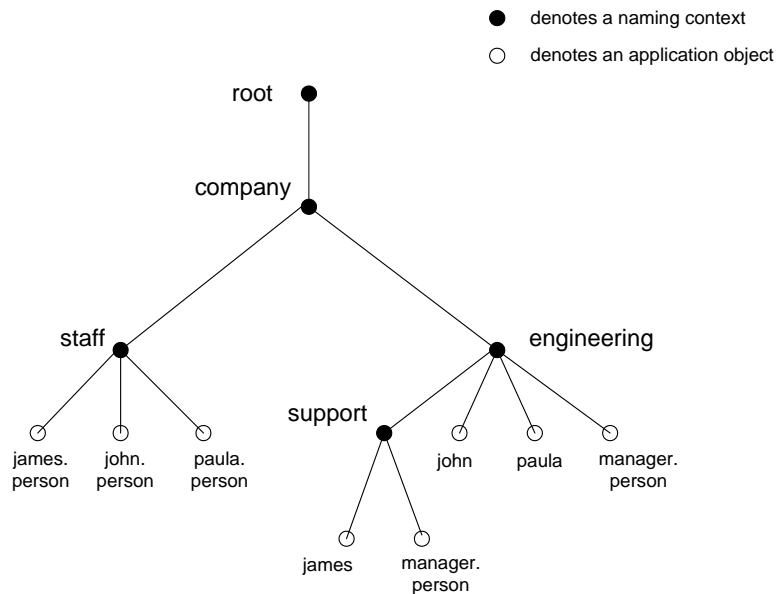 denotes a naming context
denotes an application object
root
company
staff
engineering
support
james.
person
john.
person
paula.
person
john
paula
manager.
person
james
manager.
person